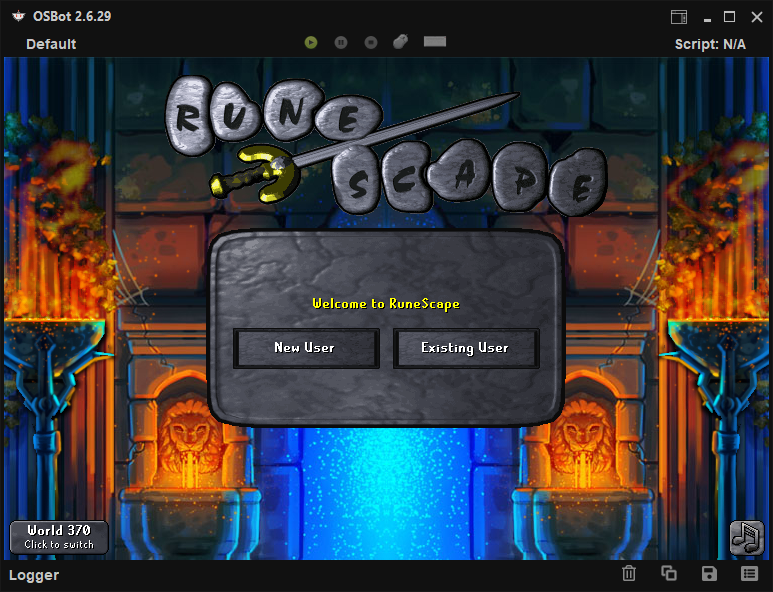 OSBot 2.6.29
Default
Script: N/A
RUNE
SCAPE
Welcome to RuneScape
New User
Existing User
World 370
Click to switch
Logger